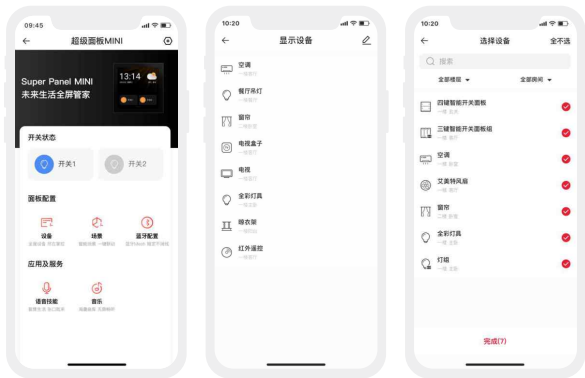 09:45
超级面板MINI
Super Panel MINI
未来生活全屏管家
13:14
开关状态
开关1
开关2
面板配置
设备
场景
蓝牙配置
应用及服务
语音技能
音乐
10:20
显示设备
空调
餐厅吊灯
窗帘
电视盒子
电视
全彩灯具
晾衣架
红外遥控
10:20
选择设备
全不选
搜索
全部楼层
全部房间
四键智能开关面板
三键智能开关面板组
空调
艾美特风扇
窗帘
全彩灯具
灯组
完成(7)